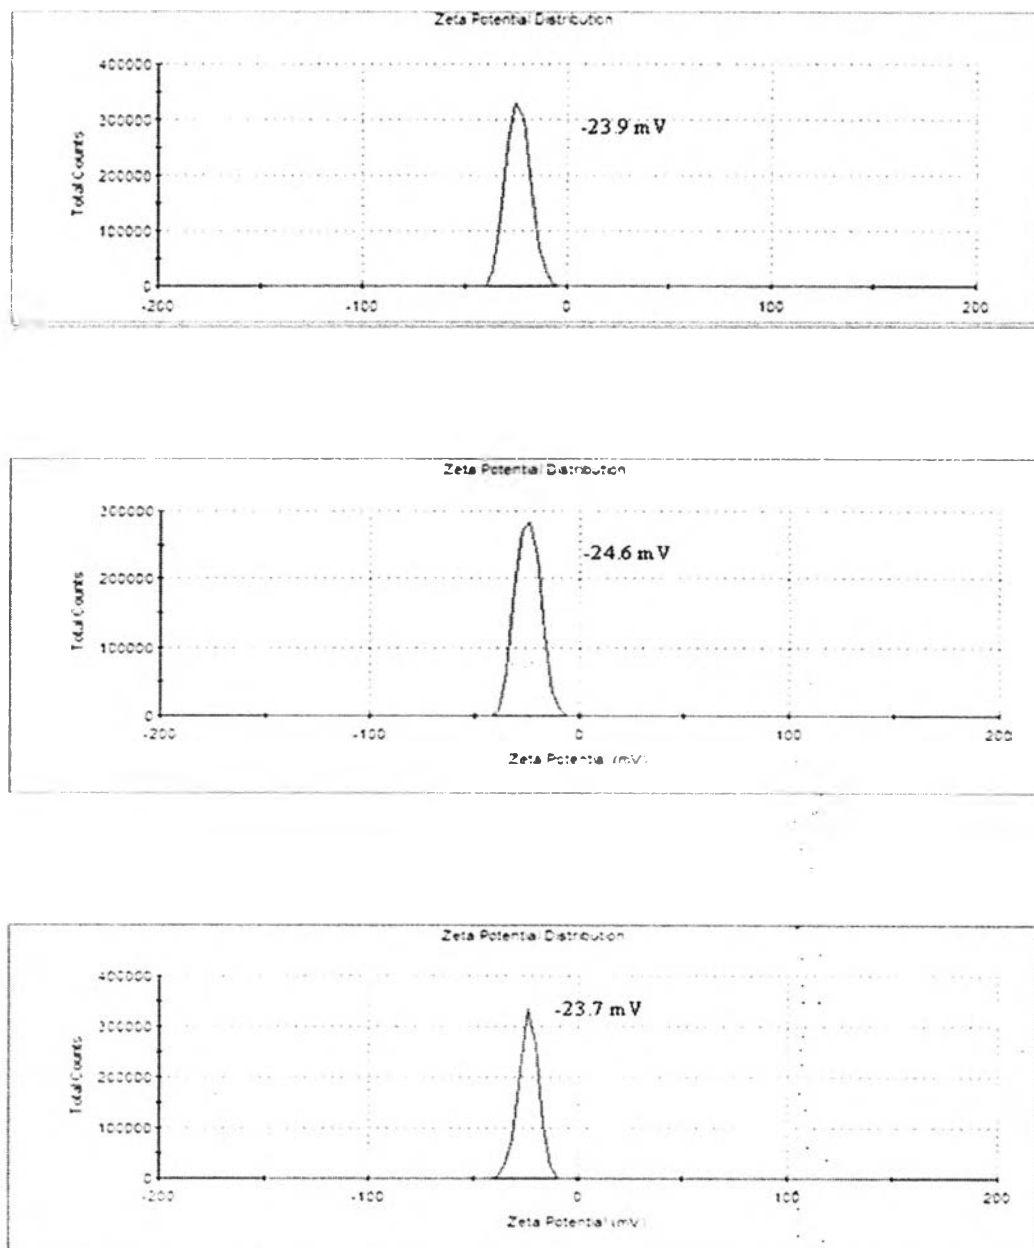 Zeta Potential Distribution
400000
300000
200000
100000
0
Total Counts
-23.9 mV
-200 -100 0 100 200
Zeta Potential Distribution
300000
200000
100000
0
Total Counts
-24.6 mV
-200 -100 0 100 200
Zeta Potential (mV)
Zeta Potential Distribution
400000
300000
200000
100000
0
Total Counts
-23.7 mV
-200 -100 0 100 200
Zeta Potential (mV)